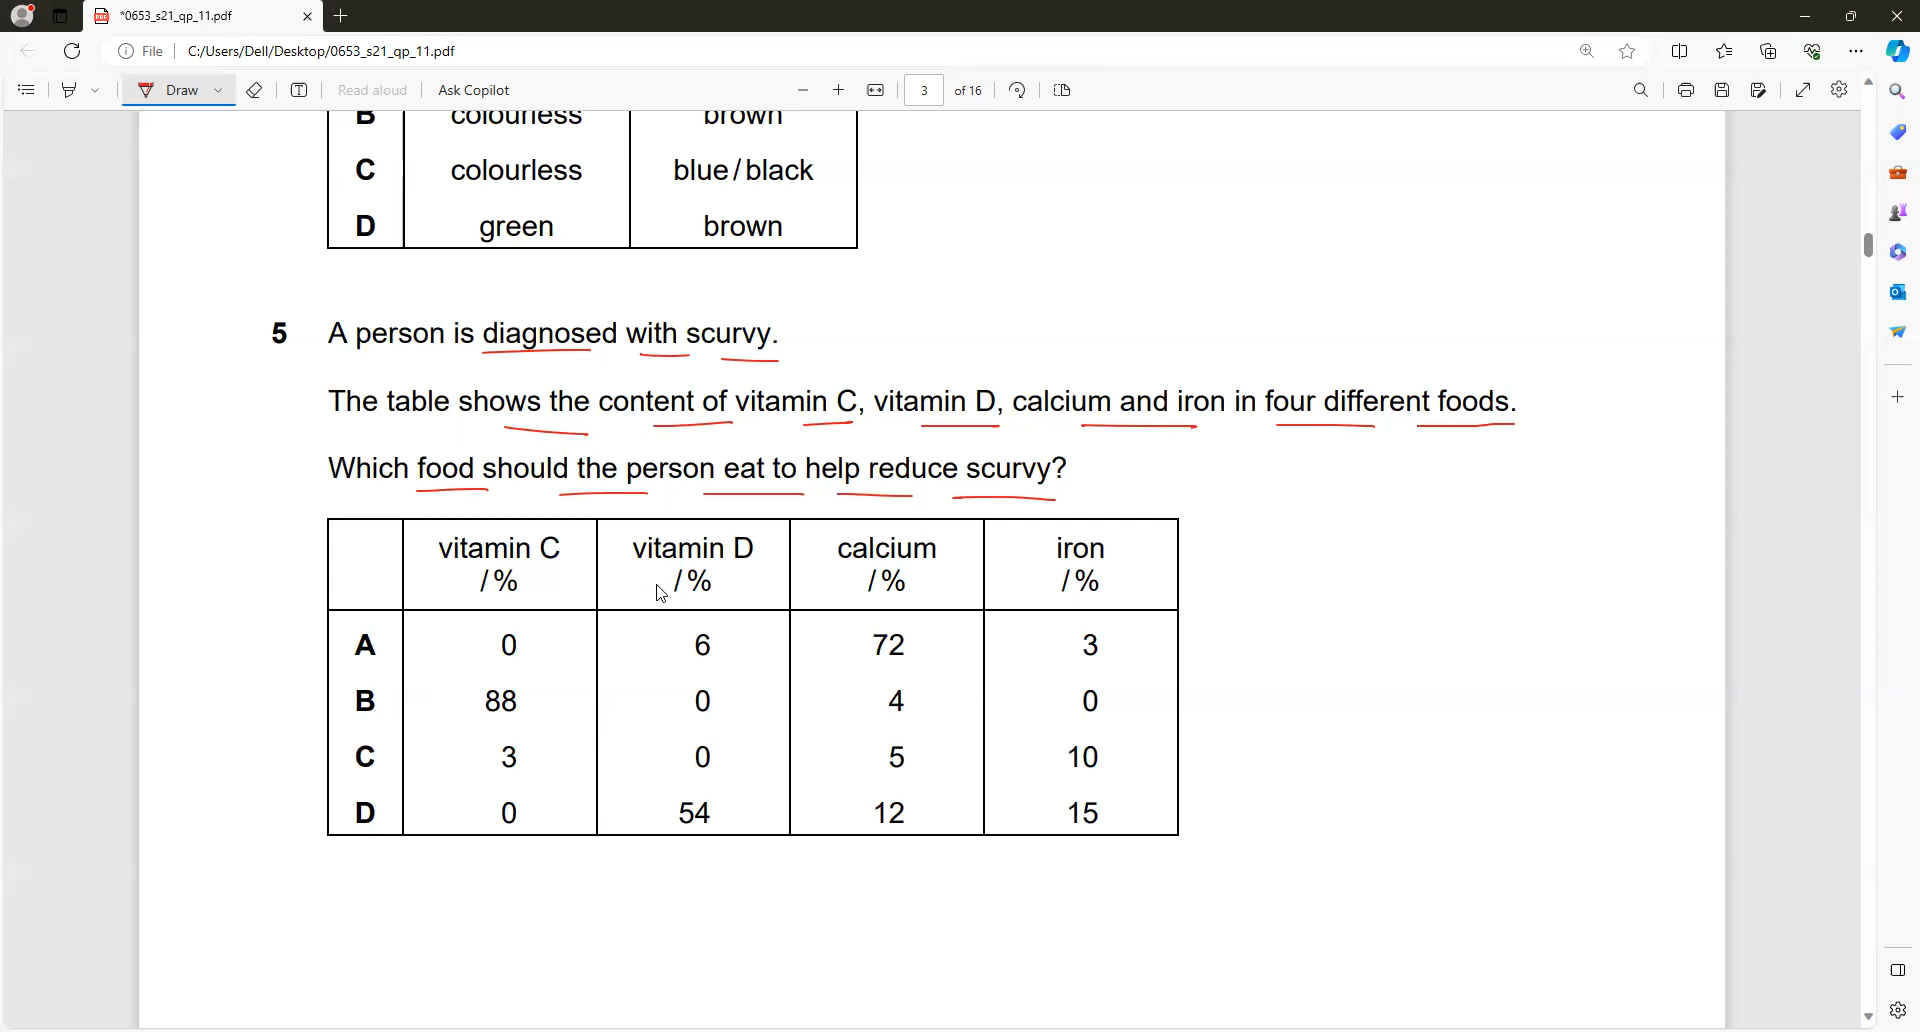 *0653_s21_qp_11.pdf
File
C:/Users/Dell/Desktop/0653_s21_qp_11.pdf
Draw
Read aloud
Ask Copilot
3 of 16
B colourless brown
C colourless blue/black
D green brown
5 A person is diagnosed with scurvy.
The table shows the content of vitamin C, vitamin D, calcium and iron in four different foods.
Which food should the person eat to help reduce scurvy?
vitamin C vitamin D calcium iron
/% /% /% /%
A 0 6 72 3
B 88 0 4 0
C 3 0 5 10
D 0 54 12 15